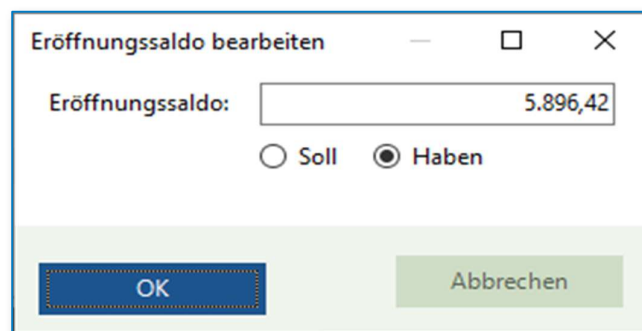 Eröffnungssaldo bearbeiten
Eröffnungssaldo: 5.896,42
Soll Haben
OK Abbrechen